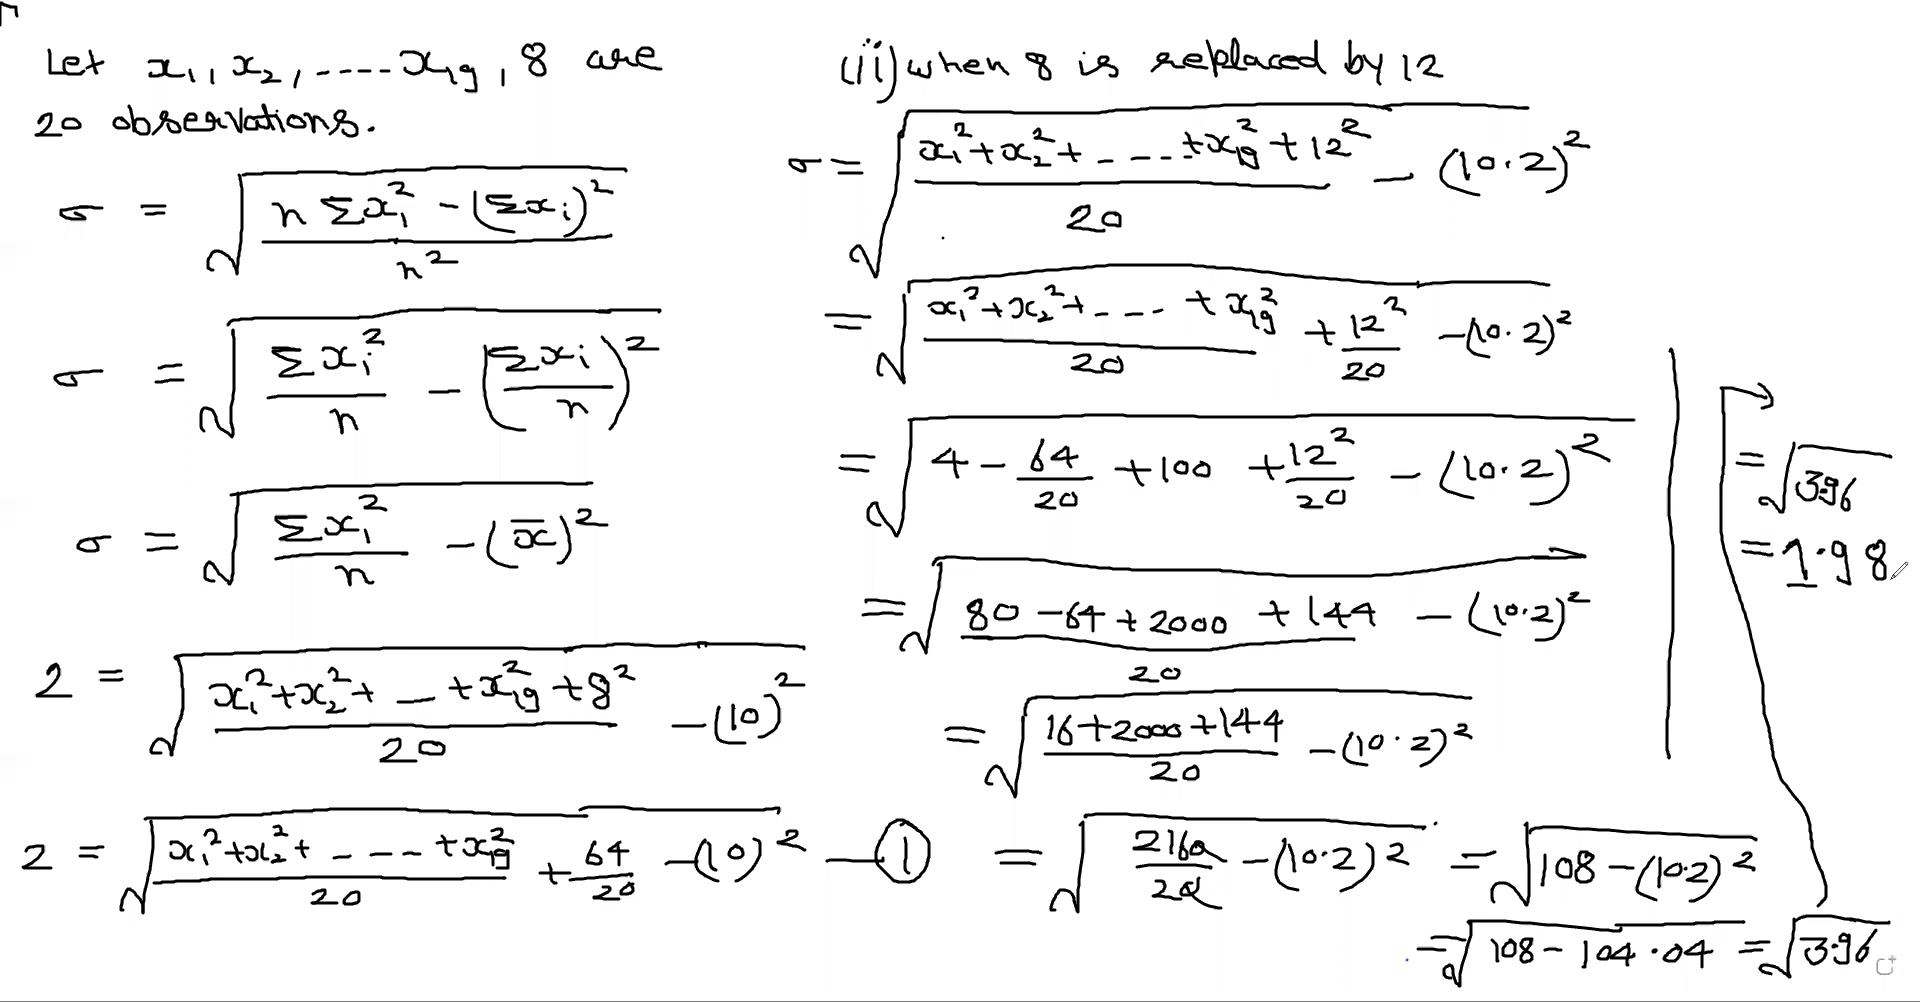 Let x₁, x₂, ---- x₁₉, 8 are
20 observations.
σ = √((n Σx₁² - (Σxᵢ)²)/n²)
σ = √(Σxᵢ²/n - (Σxᵢ/n)²)
σ = √(Σx₁²/n - (x̄)²)
2 = √((x₁²+x₂²+ -- +x₁₉²+8²)/20 - (10)²)
2 = √((x₁²+x₂²+ ---- +x₁₉²)/20 + 64/20 - (10)²) — ①
(ii) when 8 is replaced by 12
σ = √((x₁²+x₂²+ ---- +x₁₉²+12²)/20 - (10.2)²)
= √((x₁²+x₂²+ ---- +x₁₉²)/20 + 12²/20 - (10.2)²)
= √(4 - 64/20 + 100 + 12²/20 - (10.2)²)
= √((80 - 64 + 2000 + 144)/20 - (10.2)²)
= √((16+2000+144)/20 - (10.2)²)
= √(2160/20 - (10.2)²) = √(108 - (10.2)²)
= √(108 - 104.04) = √3.96
= √3.96
= 1.98